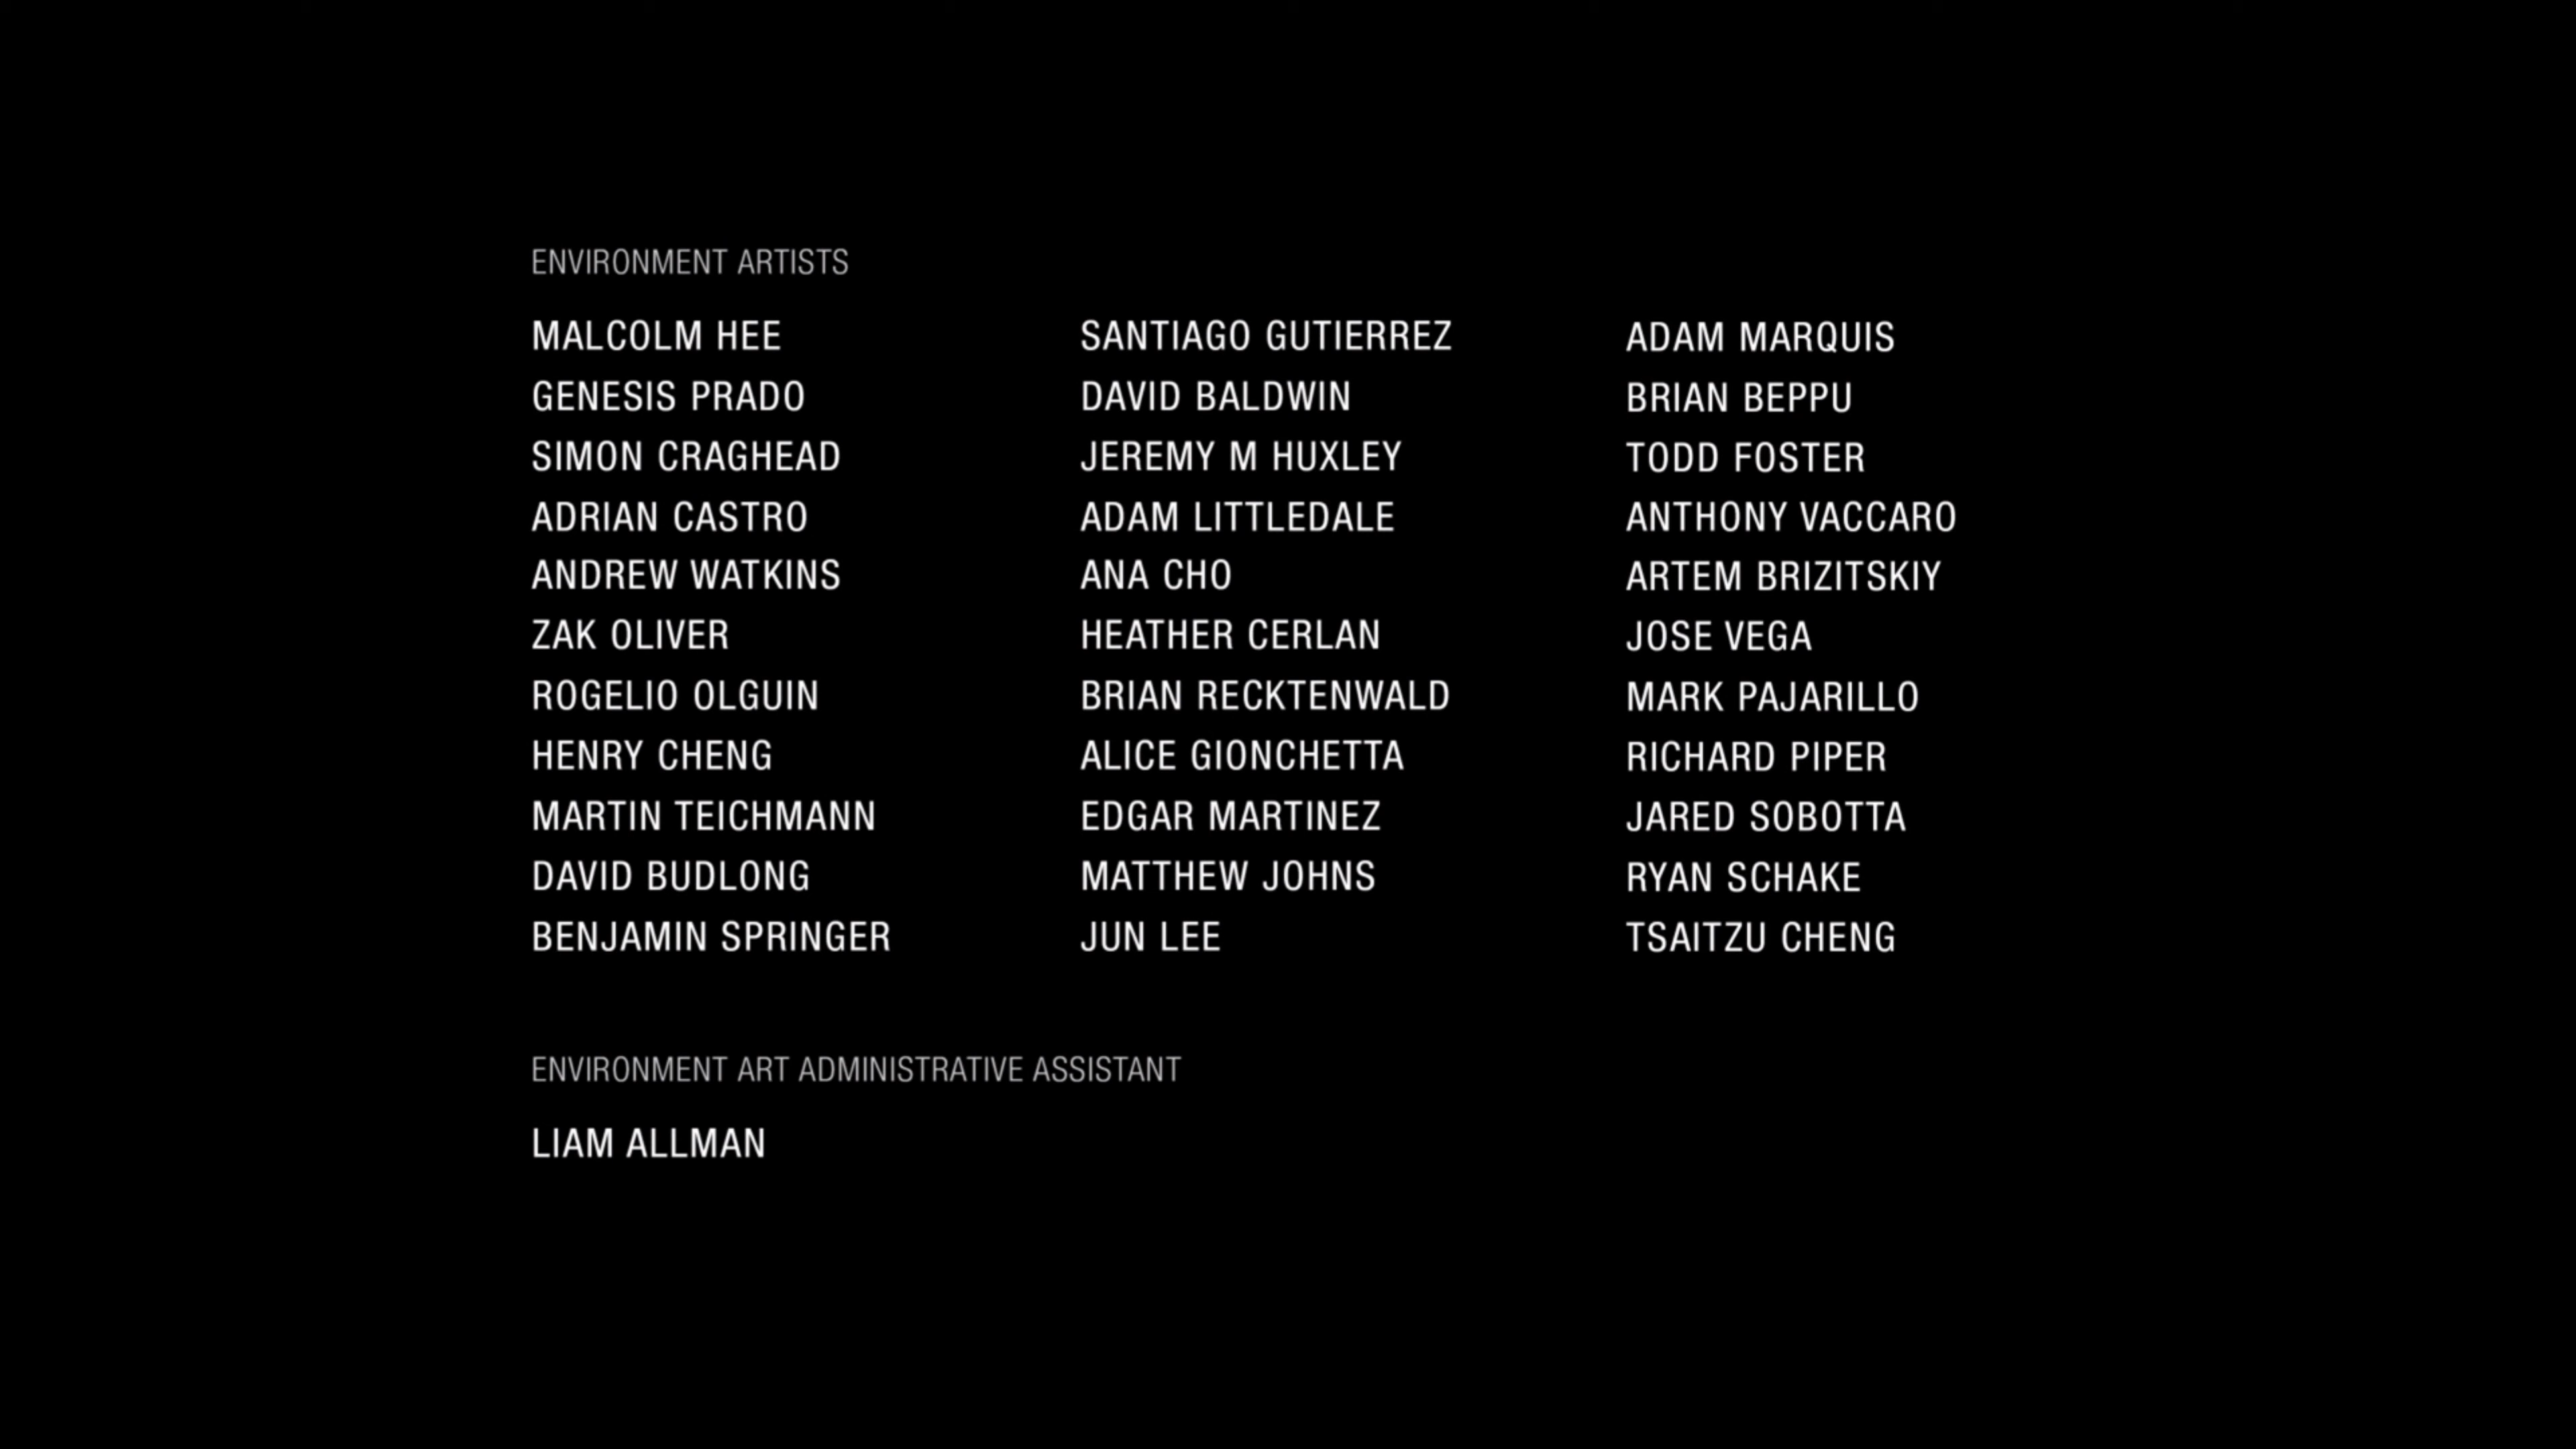 ENVIRONMENT ARTISTS
MALCOLM HEE
GENESIS PRADO
SIMON CRAGHEAD
ADRIAN CASTRO
ANDREW WATKINS
ZAK OLIVER
ROGELIO OLGUIN
HENRY CHENG
MARTIN TEICHMANN
DAVID BUDLONG
BENJAMIN SPRINGER
SANTIAGO GUTIERREZ
DAVID BALDWIN
JEREMY M HUXLEY
ADAM LITTLEDALE
ANA CHO
HEATHER CERLAN
BRIAN RECKTENWALD
ALICE GIONCHETTA
EDGAR MARTINEZ
MATTHEW JOHNS
JUN LEE
ADAM MARQUIS
BRIAN BEPPU
TODD FOSTER
ANTHONY VACCARO
ARTEM BRIZITSKIY
JOSE VEGA
MARK PAJARILLO
RICHARD PIPER
JARED SOBOTTA
RYAN SCHAKE
TSAITZU CHENG
ENVIRONMENT ART ADMINISTRATIVE ASSISTANT
LIAM ALLMAN